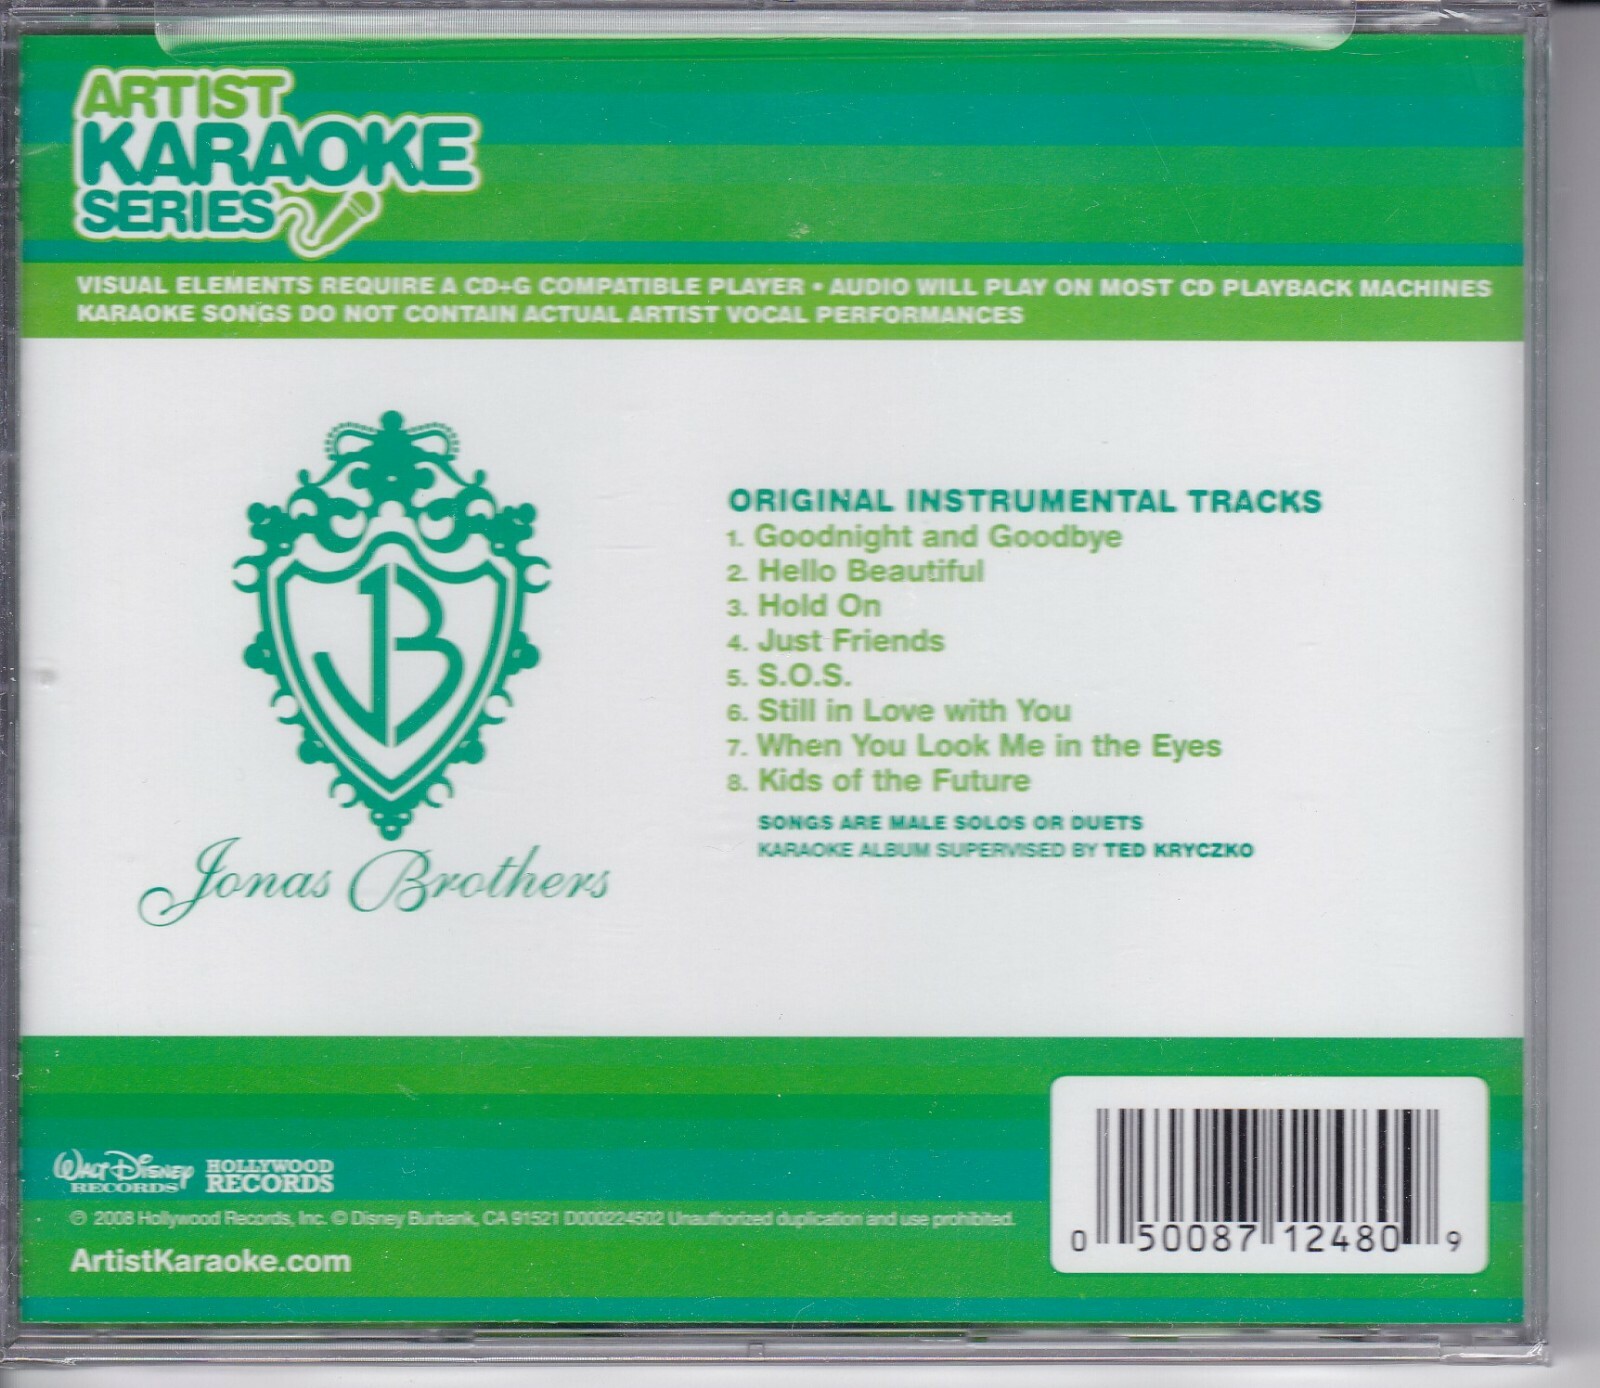 ARTIST
KARAOKE
SERIES
VISUAL ELEMENTS REQUIRE A CD+G COMPATIBLE PLAYER • AUDIO WILL PLAY ON MOST CD PLAYBACK MACHINES
KARAOKE SONGS DO NOT CONTAIN ACTUAL ARTIST VOCAL PERFORMANCES
JB
Jonas Brothers
ORIGINAL INSTRUMENTAL TRACKS
1. Goodnight and Goodbye
2. Hello Beautiful
3. Hold On
4. Just Friends
5. S.O.S.
6. Still in Love with You
7. When You Look Me in the Eyes
8. Kids of the Future
SONGS ARE MALE SOLOS OR DUETS
KARAOKE ALBUM SUPERVISED BY TED KRYCZKO
WALT DISNEY
RECORDS
HOLLYWOOD
RECORDS
℗ 2008 Hollywood Records, Inc. © Disney Burbank, CA 91521 D000224502 Unauthorized duplication and use prohibited.
ArtistKaraoke.com
0 50087 12480 9